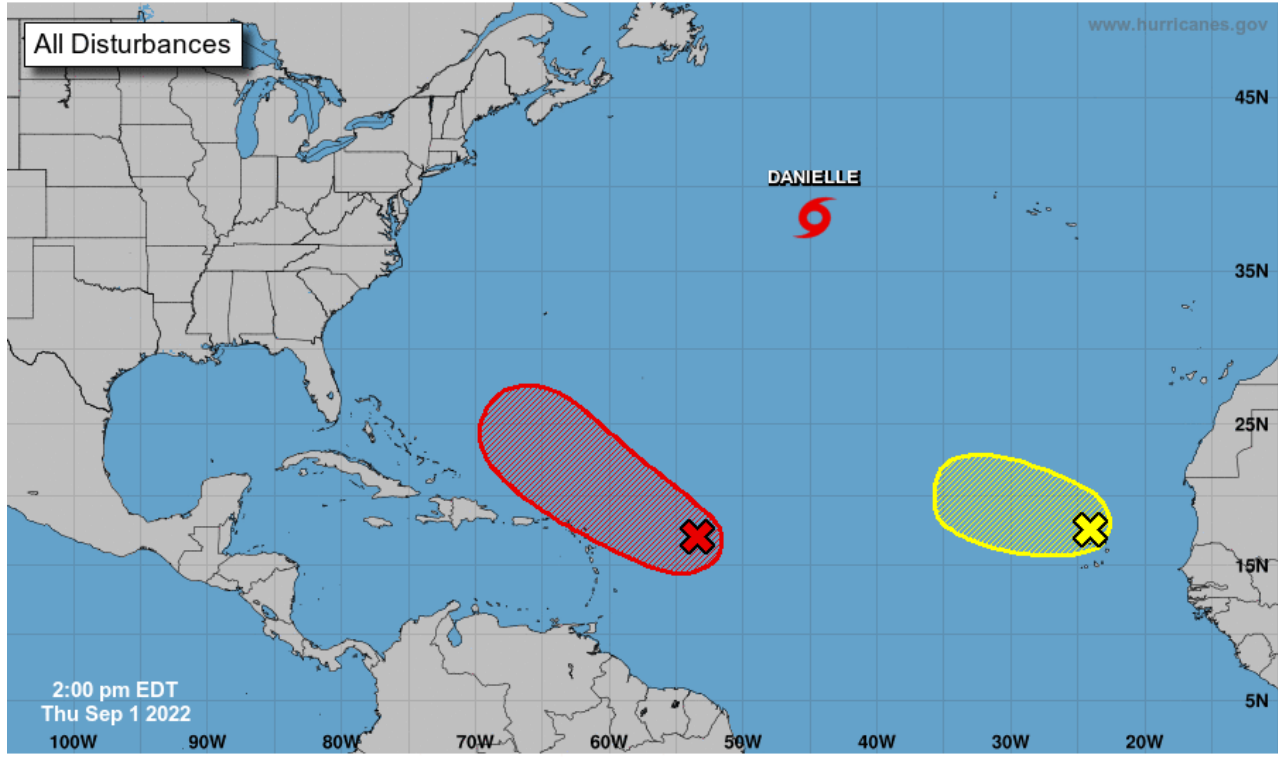 All Disturbances
www.hurricanes.gov
45N
DANIELLE
35N
25N
15N
2:00 pm EDT
Thu Sep 1 2022
5N
100W 90W 80W 70W 60W 50W 40W 30W 20W